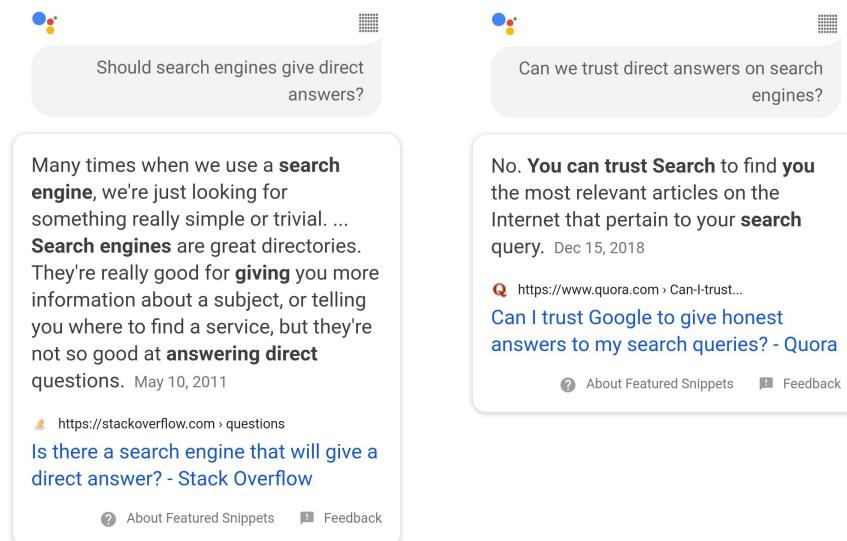 Should search engines give direct
answers?
Many times when we use a search
engine, we're just looking for
something really simple or trivial. ...
Search engines are great directories.
They're really good for giving you more
information about a subject, or telling
you where to find a service, but they're
not so good at answering direct
questions. May 10, 2011
https://stackoverflow.com › questions
Is there a search engine that will give a
direct answer? - Stack Overflow
About Featured Snippets Feedback
Can we trust direct answers on search
engines?
No. You can trust Search to find you
the most relevant articles on the
Internet that pertain to your search
query. Dec 15, 2018
https://www.quora.com › Can-I-trust...
Can I trust Google to give honest
answers to my search queries? - Quora
About Featured Snippets Feedback